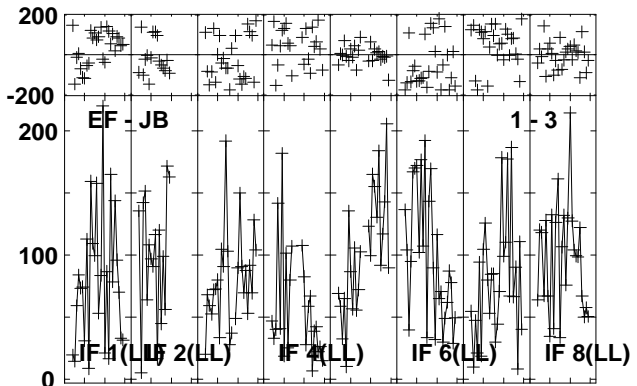 200
-200
EF - JB
1 - 3
200
100
0
IF 1(LL)
IF 2(LL)
IF 4(LL)
IF 6(LL)
IF 8(LL)